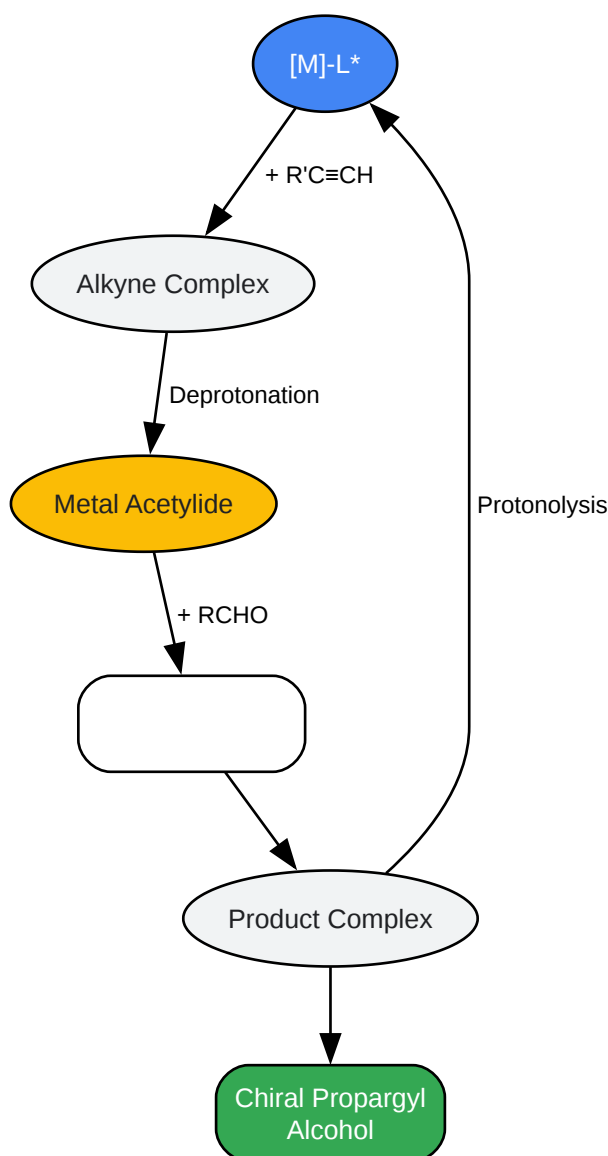 [M]-L*
+ R'C≡CH
Alkyne Complex
Deprotonation
Metal Acetylide
Protonolysis
+ RCHO
Product Complex
Chiral Propargyl
Alcohol